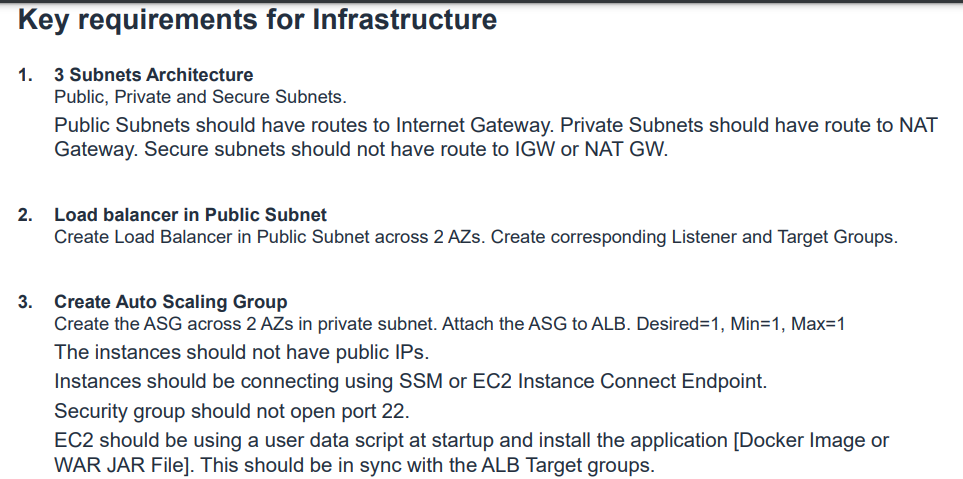 Key requirements for Infrastructure
1. 3 Subnets Architecture
Public, Private and Secure Subnets.
Public Subnets should have routes to Internet Gateway. Private Subnets should have route to NAT
Gateway. Secure subnets should not have route to IGW or NAT GW.
2. Load balancer in Public Subnet
Create Load Balancer in Public Subnet across 2 AZs. Create corresponding Listener and Target Groups.
3. Create Auto Scaling Group
Create the ASG across 2 AZs in private subnet. Attach the ASG to ALB. Desired=1, Min=1, Max=1
The instances should not have public IPs.
Instances should be connecting using SSM or EC2 Instance Connect Endpoint.
Security group should not open port 22.
EC2 should be using a user data script at startup and install the application [Docker Image or
WAR JAR File]. This should be in sync with the ALB Target groups.